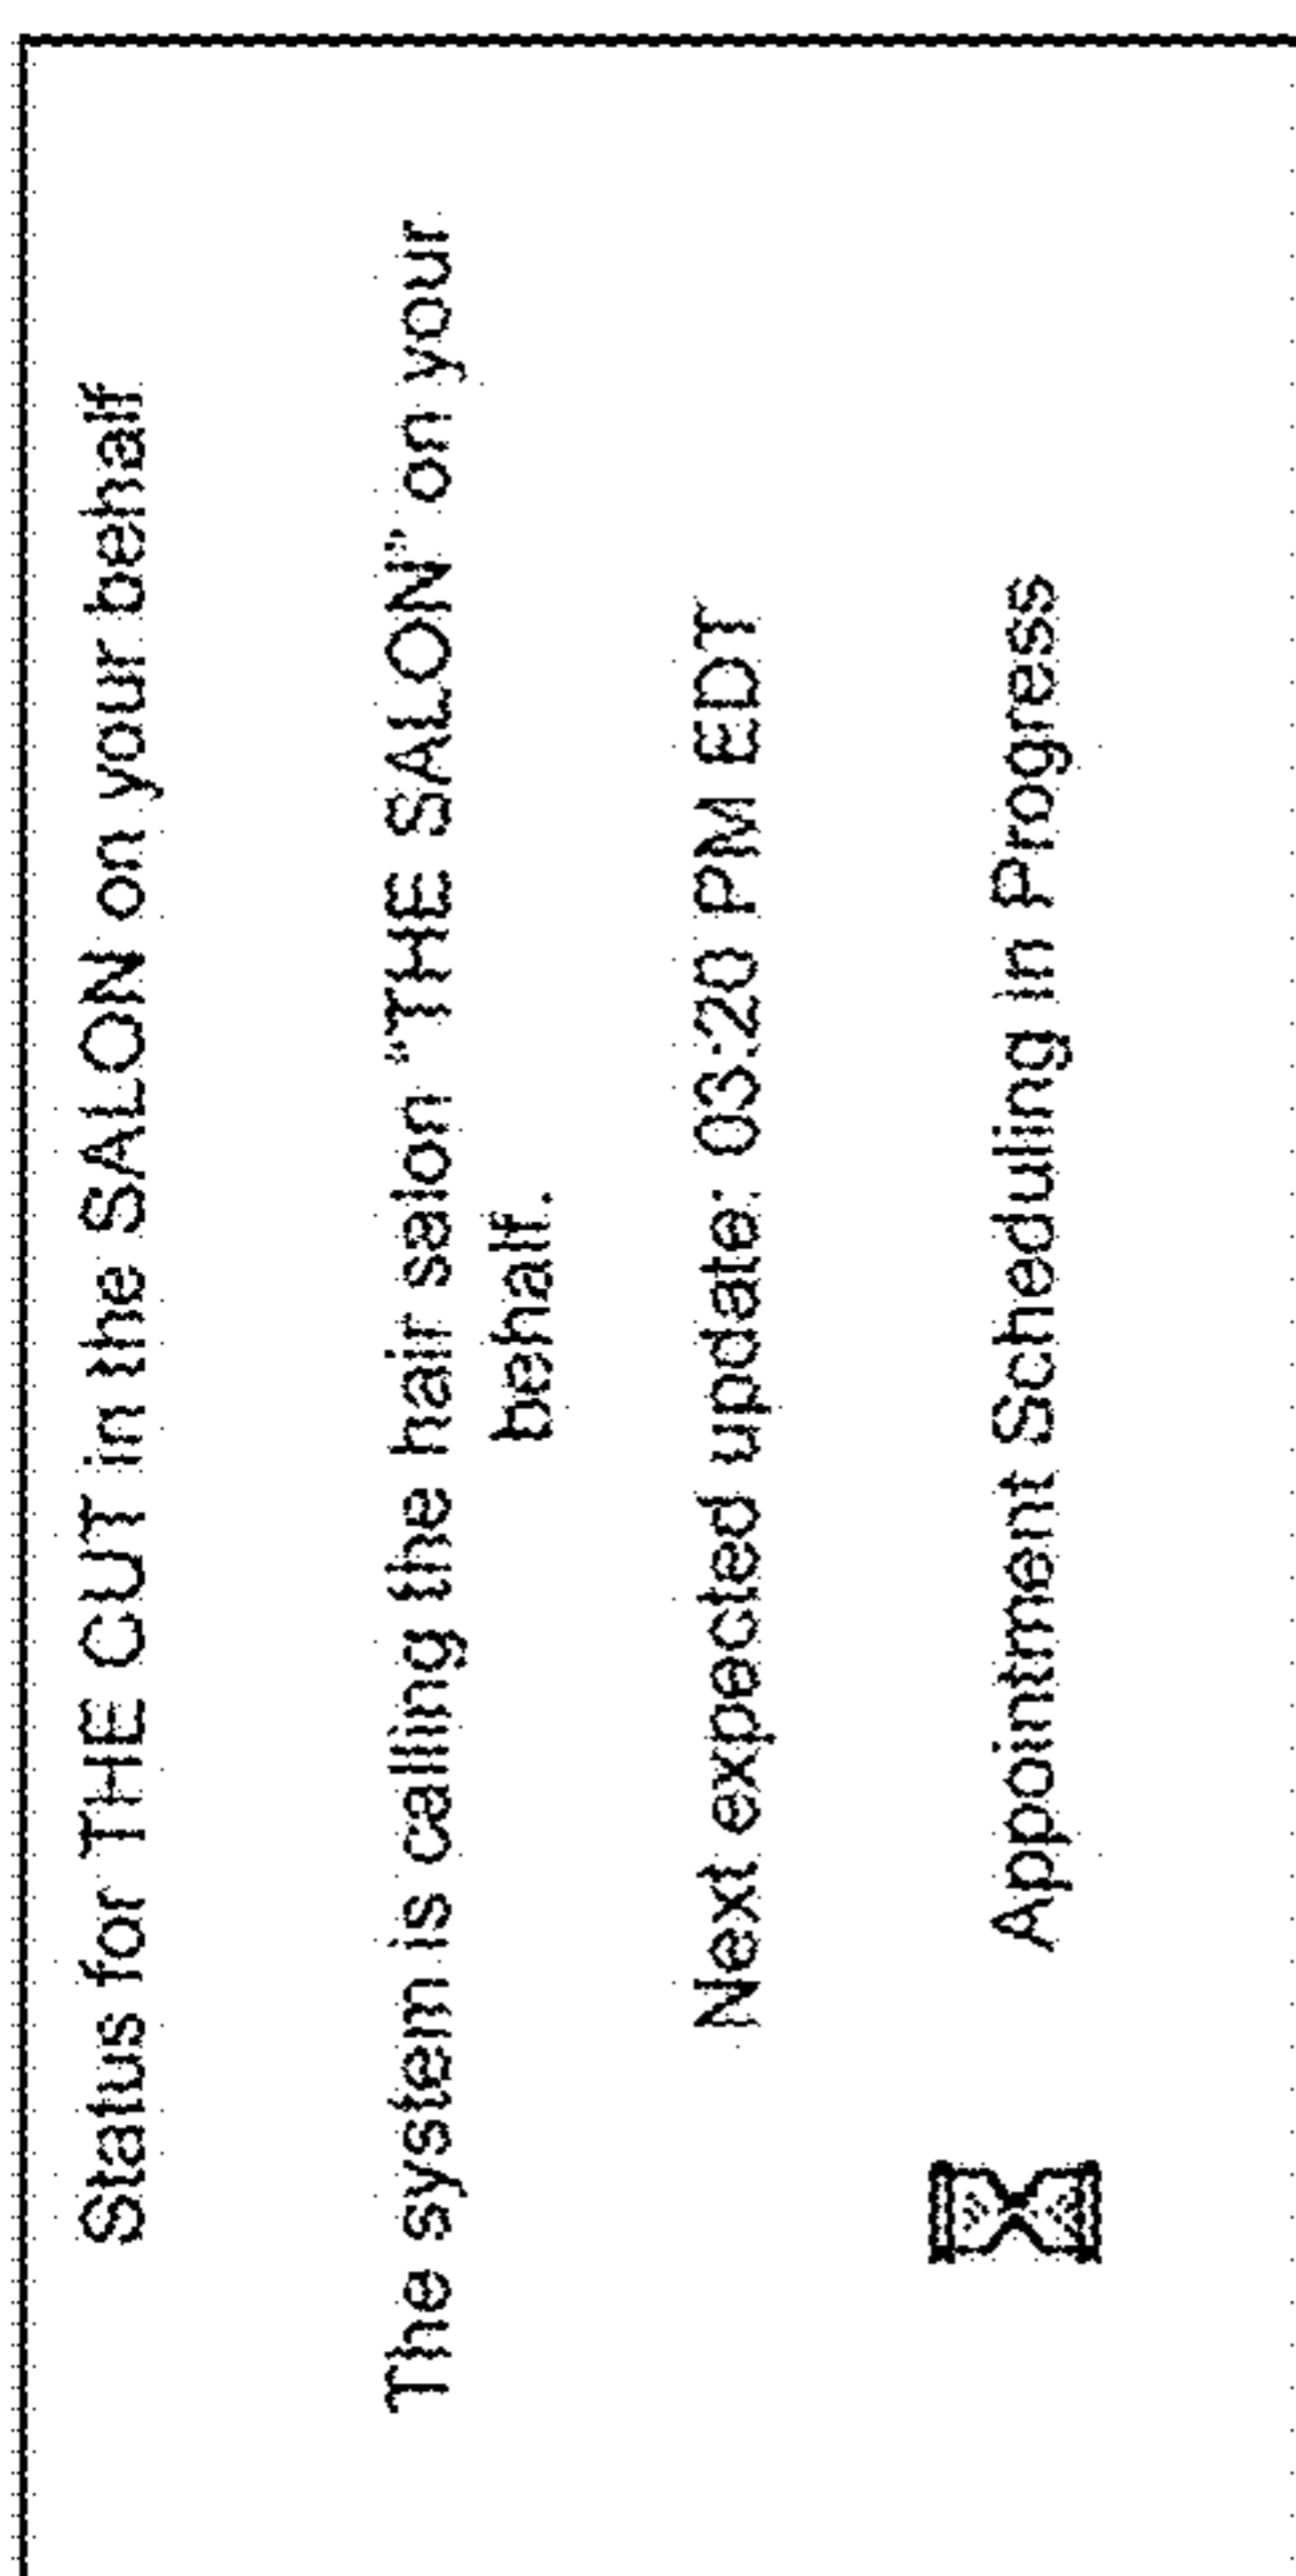 Status for THE CUT in the SALON on your behalf
The system is calling the hair salon "THE SALON" on your
behalf.
Next expected update: 03:20 PM EDT
Appointment Scheduling in Progress